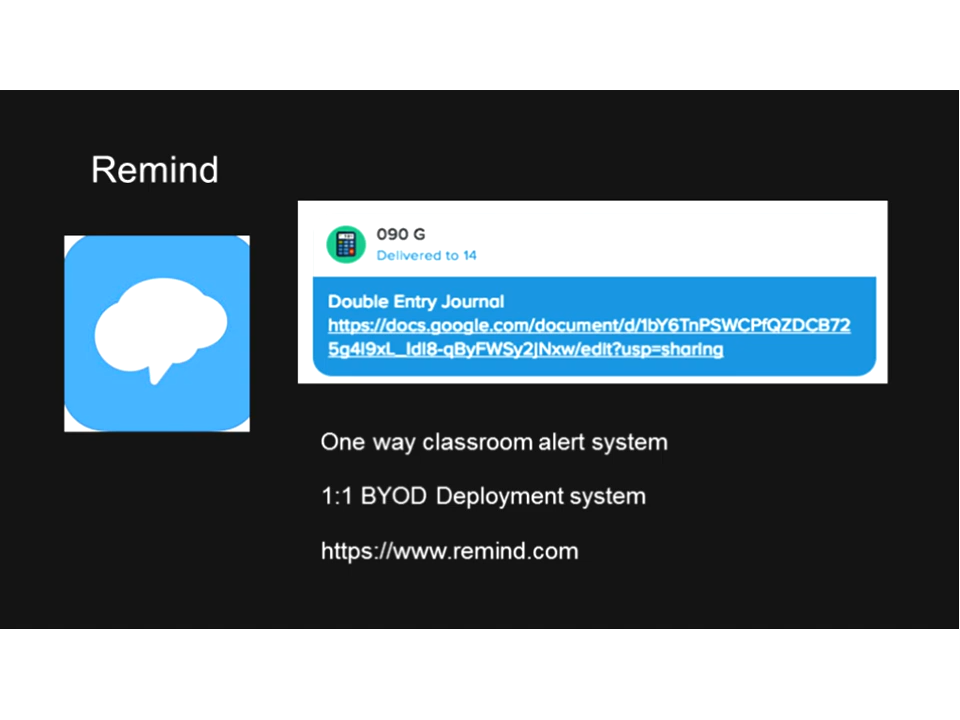 Remind
090 G
Delivered to 14
Double Entry Journal
https://docs.google.com/document/d/1bY6TnPSWCPfQZDCB72
5g4l9xL_ldl8-qByFWSy2jNxw/edit?usp=sharing
One way classroom alert system
1:1 BYOD Deployment system
https://www.remind.com